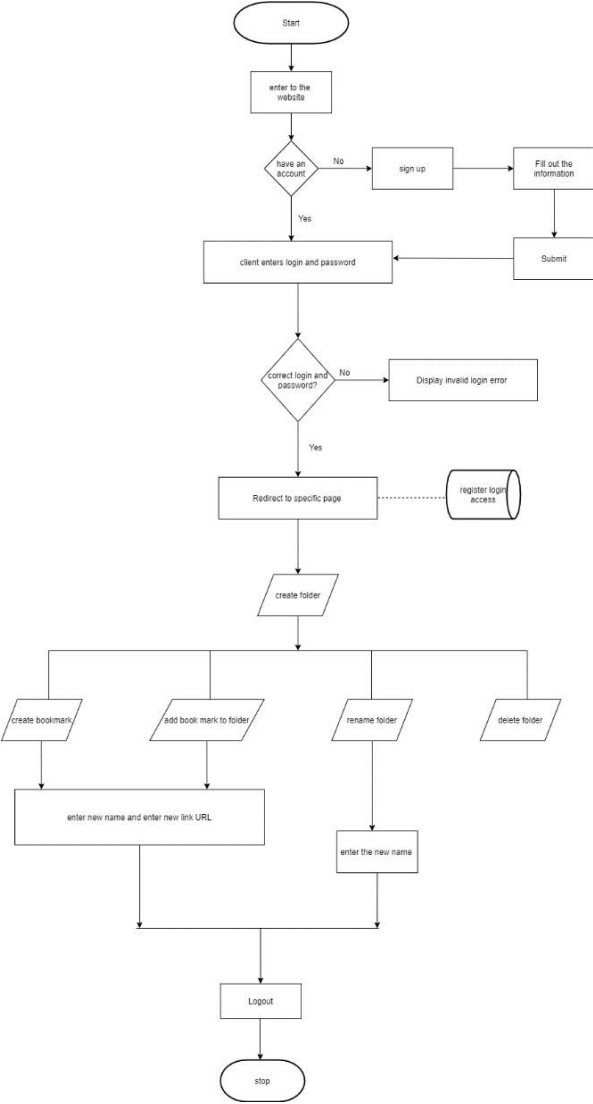 Start
enter to the
website
have an
account
No
sign up
Fill out the
information
Yes
client enters login and password
Submit
correct login and
password?
No
Display invalid login error
Yes
Redirect to specific page
register login
access
create folder
create bookmark
add book mark to folder
rename folder
delete folder
enter new name and enter new link URL
enter the new name
Logout
stop